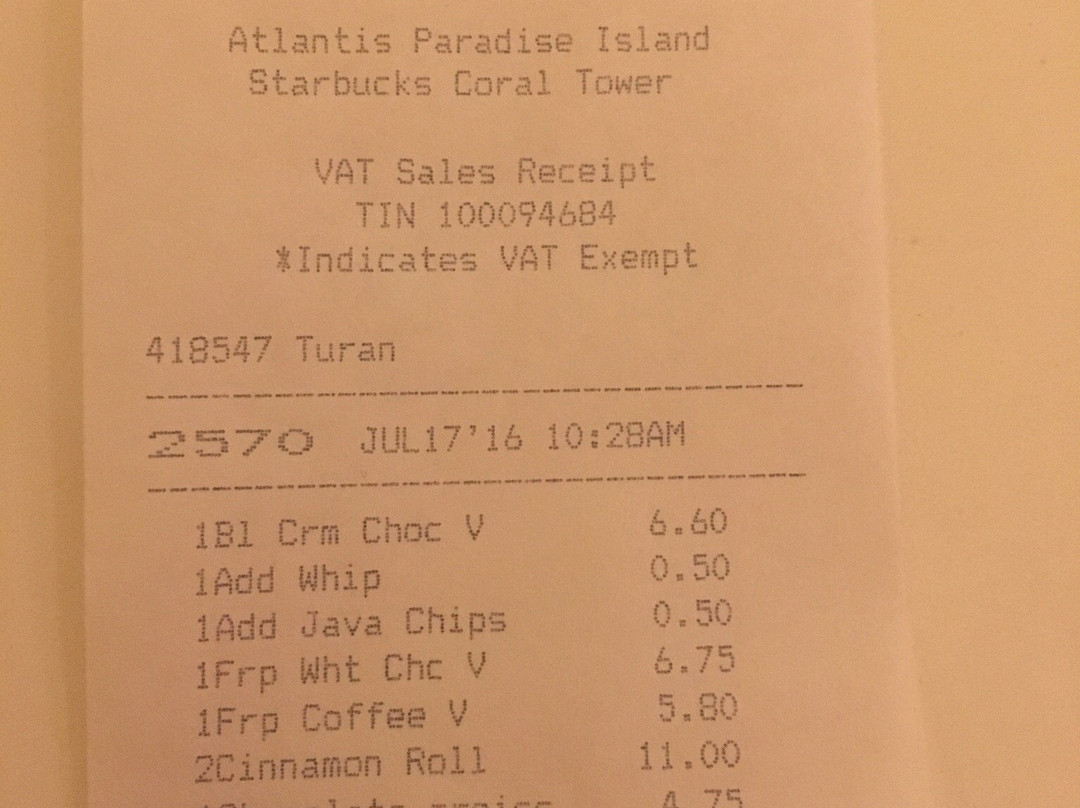 Atlantis Paradise Island
Starbucks Coral Tower
VAT Sales Receipt
TIN 100094684
*Indicates VAT Exempt
418547 Turan
2570 JUL17'16 10:28AM
1Bl Crm Choc V 6.60
1Add Whip 0.50
1Add Java Chips 0.50
1Frp Wht Chc V 6.75
1Frp Coffee V 5.80
2Cinnamon Roll 11.00
4.75